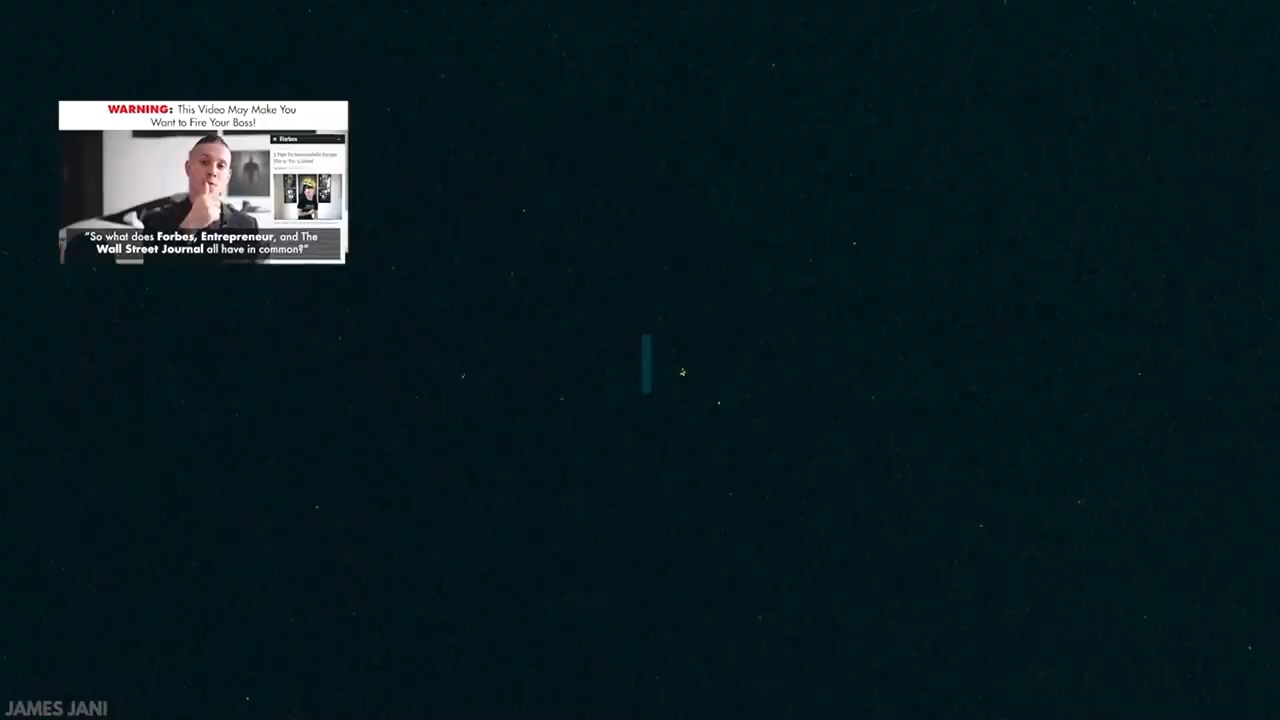 WARNING: This Video May Make You
Want to Fire Your Boss!
Forbes
"So what does Forbes, Entrepreneur, and The
Wall Street Journal all have in common?"
JAMES JANI